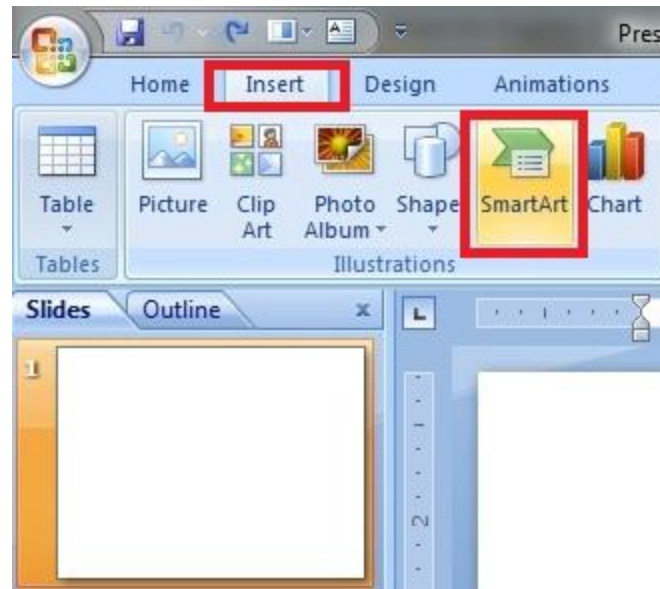 Pres
Home Insert Design Animations
Table Picture Clip Art Photo Album Shape SmartArt Chart
Tables Illustrations
Slides Outline x L
1
2